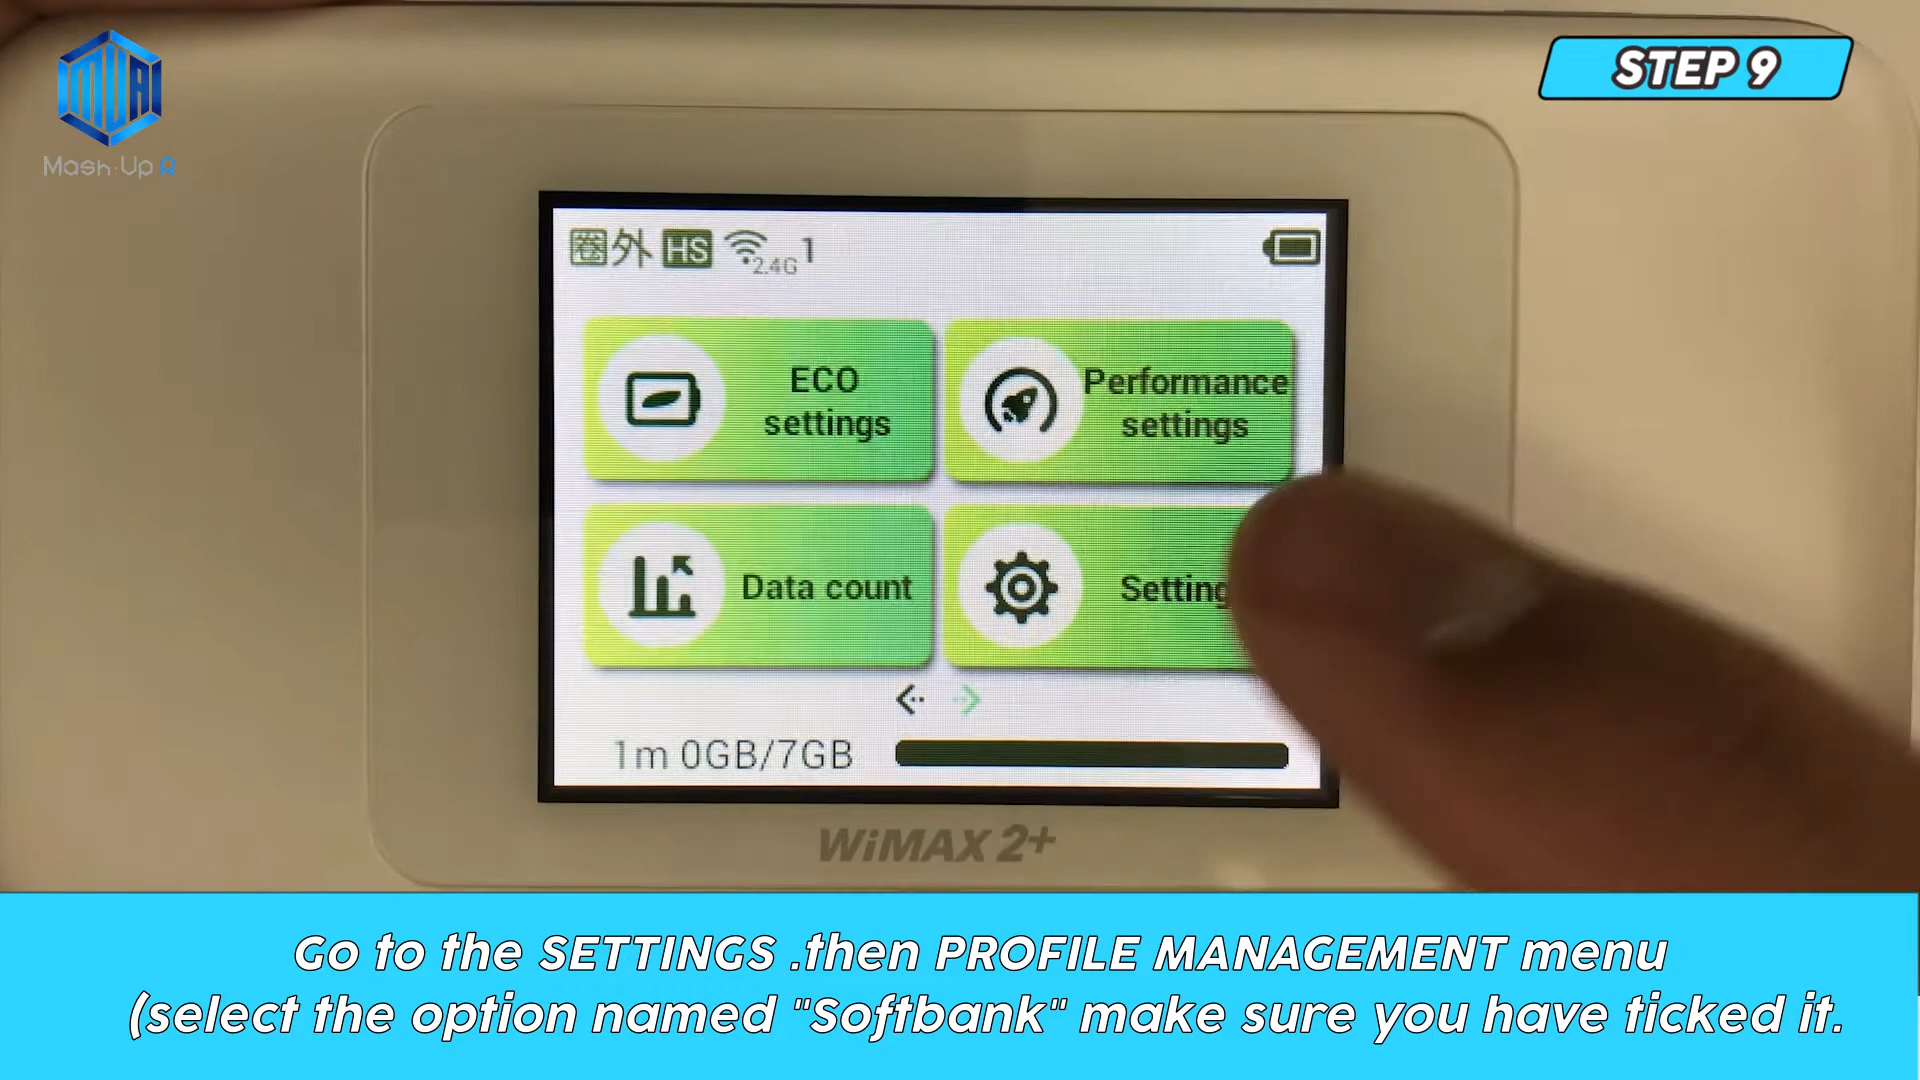 Mash-Up R
STEP 9
圏外 HS 2.4G 1
ECO
settings
Performance
settings
Data count
Setting
1m 0GB/7GB
WiMAX 2+
Go to the SETTINGS .then PROFILE MANAGEMENT menu
(select the option named "Softbank" make sure you have ticked it.